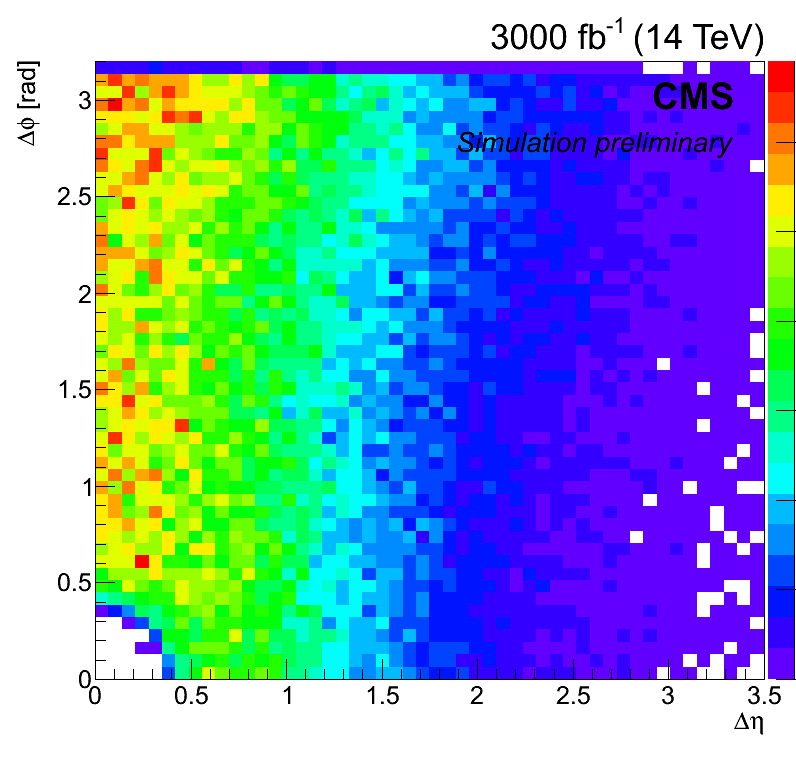 3000 fb⁻¹ (14 TeV)
Δϕ [rad]
CMS
Simulation preliminary
3
2.5
2
1.5
1
0.5
0
0 0.5 1 1.5 2 2.5 3 3.5
Δη